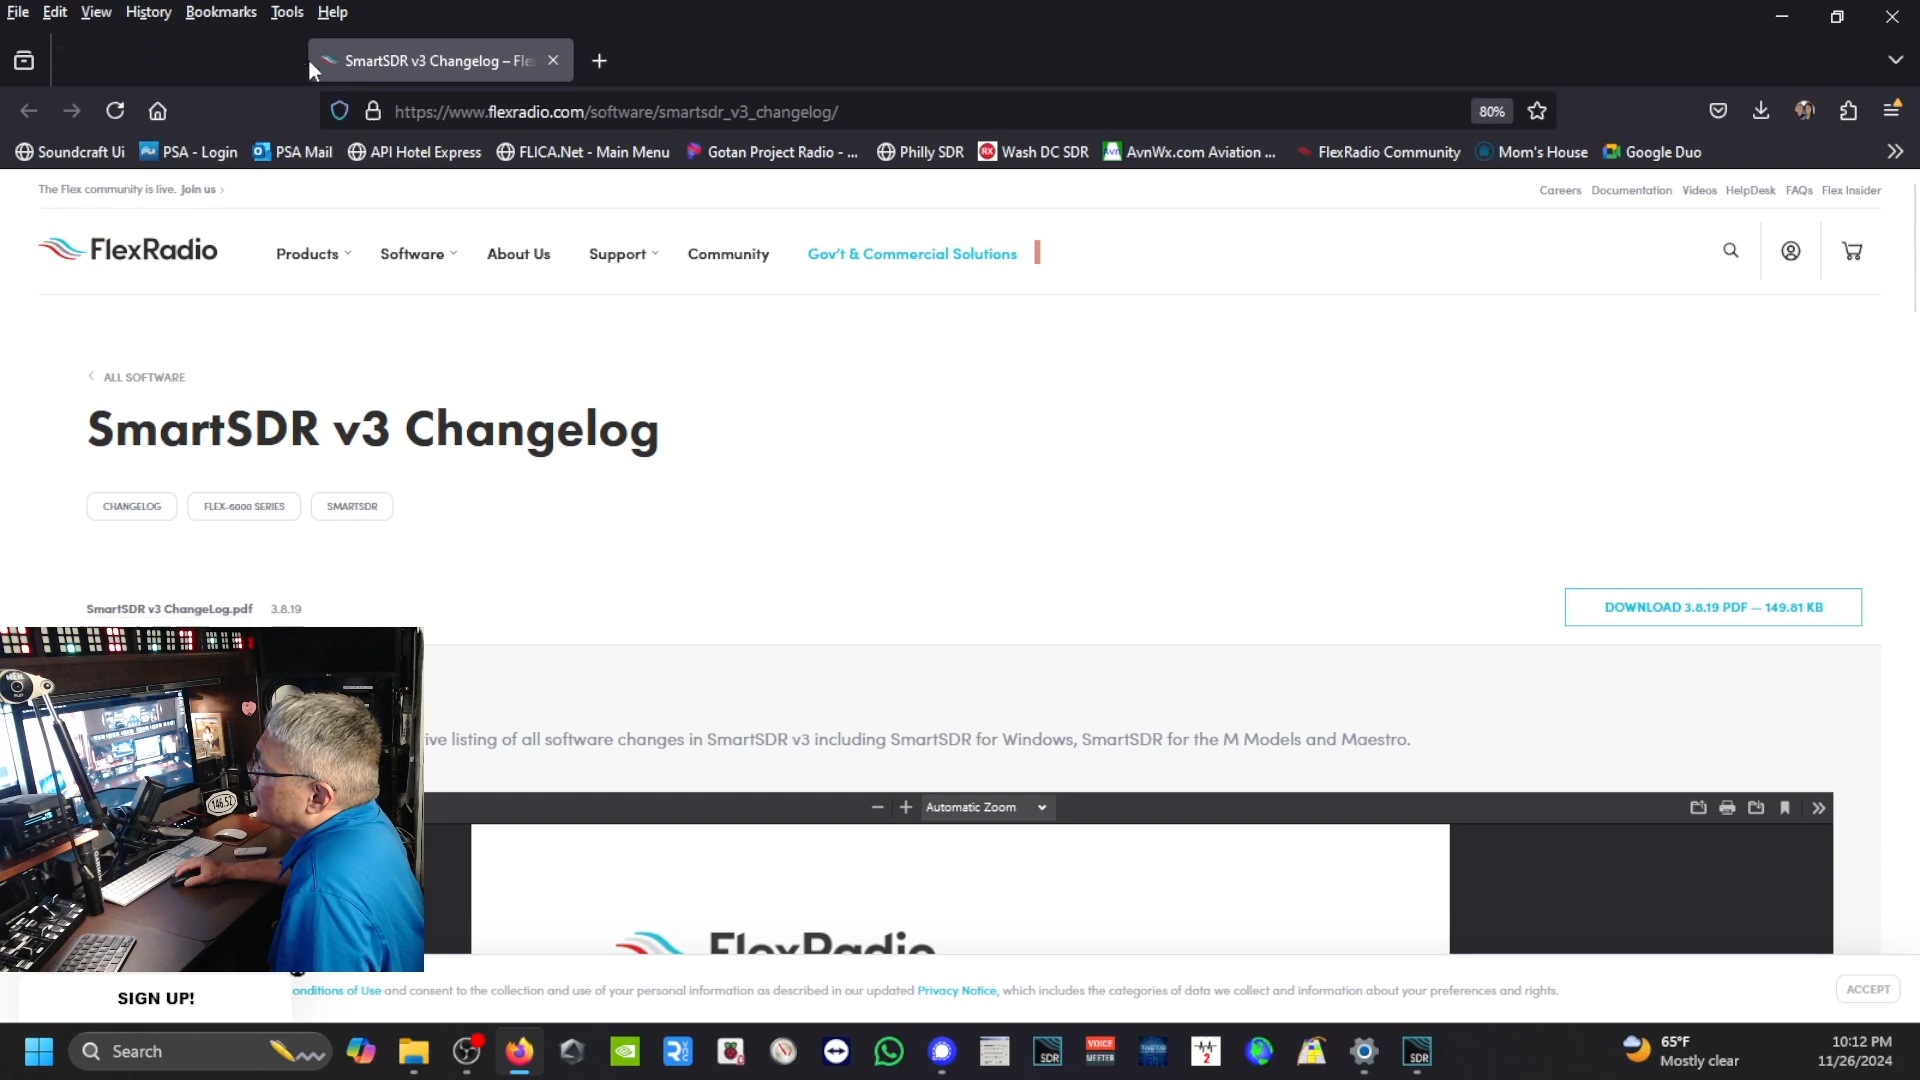 File Edit View History Bookmarks Tools Help
SmartSDR v3 Changelog – Fle
https://www.flexradio.com/software/smartsdr_v3_changelog/
80%
Soundcraft Ui PSA - Login PSA Mail API Hotel Express FLICA.Net - Main Menu Gotan Project Radio - ... Philly SDR Wash DC SDR AvnWx.com Aviation ... FlexRadio Community Mom's House Google Duo
The Flex community is live. Join us
Careers Documentation Videos HelpDesk FAQs Flex Insider
FlexRadio Products Software About Us Support Community Gov't & Commercial Solutions
ALL SOFTWARE
SmartSDR v3 Changelog
CHANGELOG FLEX-6000 SERIES SMARTSDR
SmartSDR v3 ChangeLog.pdf 3.8.19
DOWNLOAD 3.8.19 PDF — 149.81 KB
ive listing of all software changes in SmartSDR v3 including SmartSDR for Windows, SmartSDR for the M Models and Maestro.
Automatic Zoom
146.52
FlexRadio
onditions of Use and consent to the collection and use of your personal information as described in our updated Privacy Notice, which includes the categories of data we collect and information about your preferences and rights.
ACCEPT
SIGN UP!
Search
SDR
VOICE
MEETER
2
SDR
65°F
Mostly clear
10:12 PM
11/26/2024